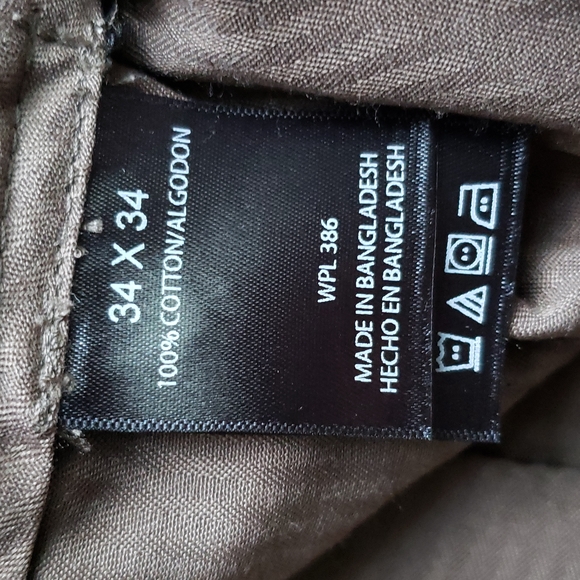 34 X 34
100% COTTON/ALGODON
WPL 386
MADE IN BANGLADESH
HECHO EN BANGLADESH